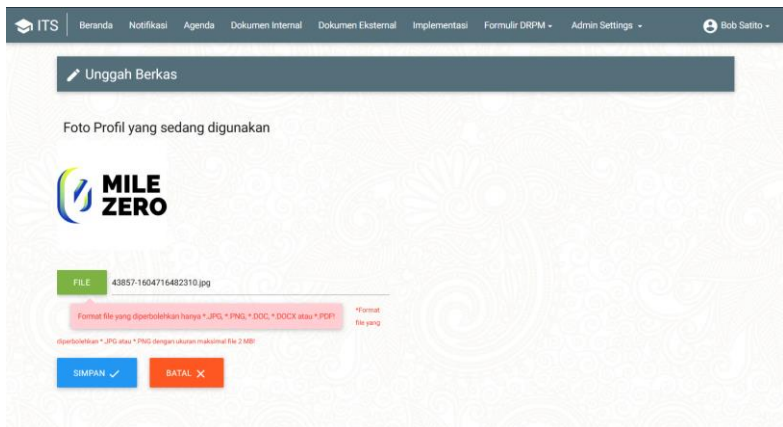 ITS Beranda Notifikasi Agenda Dokumen Internal Dokumen Eksternal Implementasi Formulir DRPM Admin Settings Bob Satito
Unggah Berkas
Foto Profil yang sedang digunakan
MILE
ZERO
FILE 43857-1604716482310.jpg
Format file yang diperbolehkan hanya *.JPG, *.PNG, *.DOC, *.DOCX atau *.PDF!
*Format
file yang
diperbolehkan *.JPG atau *.PNG dengan ukuran maksimal file 2 MB!
SIMPAN BATAL